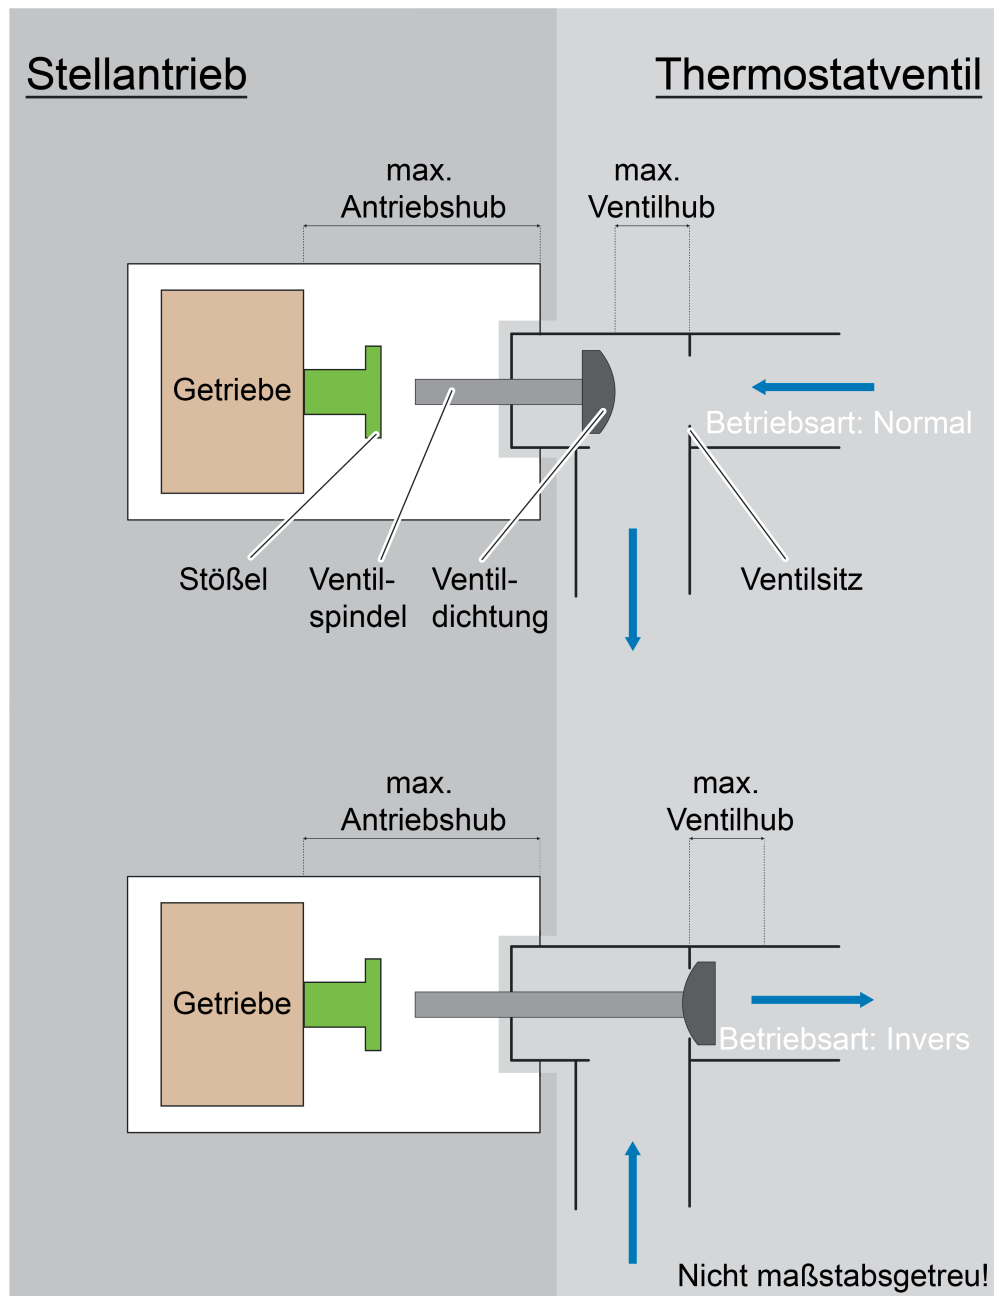 Stellantrieb
Thermostatventil
max.
Antriebshub
max.
Ventilhub
Getriebe
Betriebsart: Normal
Stößel
Ventil-
spindel
Ventil-
dichtung
Ventilsitz
max.
Antriebshub
max.
Ventilhub
Getriebe
Betriebsart: Invers
Nicht maßstabsgetreu!